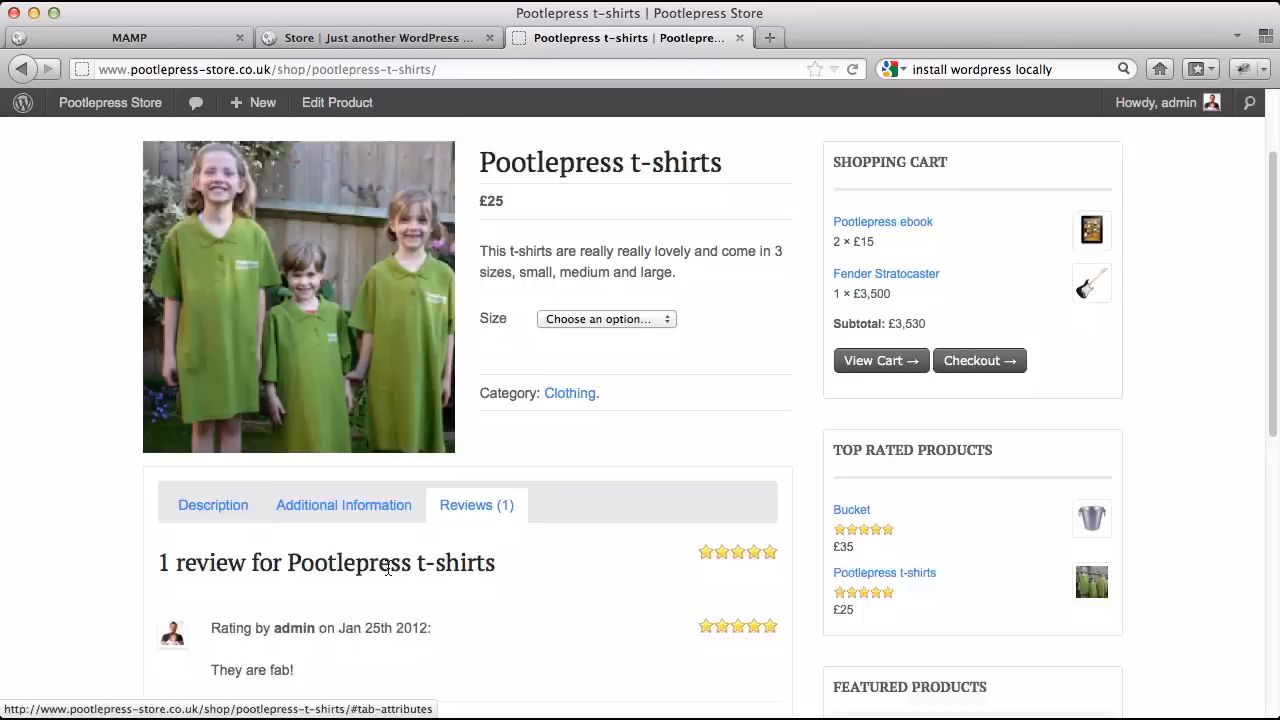 Pootlepress t-shirts | Pootlepress Store
MAMP
Store | Just another WordPress ...
Pootlepress t-shirts | Pootlepre...
www.pootlepress-store.co.uk/shop/pootlepress-t-shirts/
install wordpress locally
Pootlepress Store
New
Edit Product
Howdy, admin
Pootlepress t-shirts
£25
This t-shirts are really really lovely and come in 3
sizes, small, medium and large.
Size
Choose an option...
Category: Clothing.
Description
Additional Information
Reviews (1)
1 review for Pootlepress t-shirts
Rating by admin on Jan 25th 2012:
They are fab!
SHOPPING CART
Pootlepress ebook
2 × £15
Fender Stratocaster
1 × £3,500
Subtotal: £3,530
View Cart →
Checkout →
TOP RATED PRODUCTS
Bucket
£35
Pootlepress t-shirts
£25
FEATURED PRODUCTS
http://www.pootlepress-store.co.uk/shop/pootlepress-t-shirts/#tab-attributes